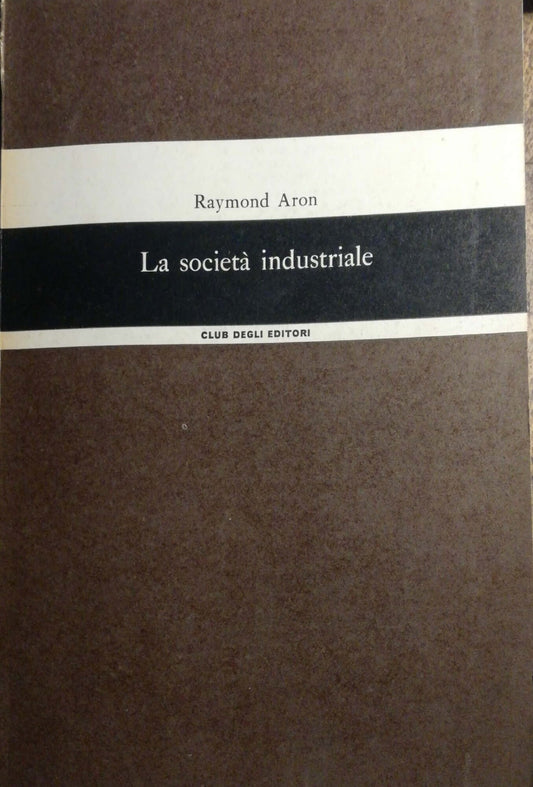 Raymond Aron
La società industriale
CLUB DEGLI EDITORI